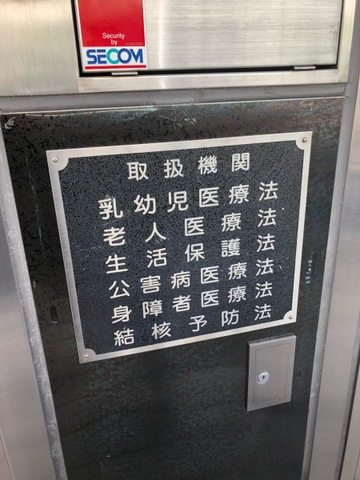 Security
by
SECOM
取扱機関
乳幼児医療法
老人医療法
生活保護法
公害病医療法
身障者医療法
結核予防法